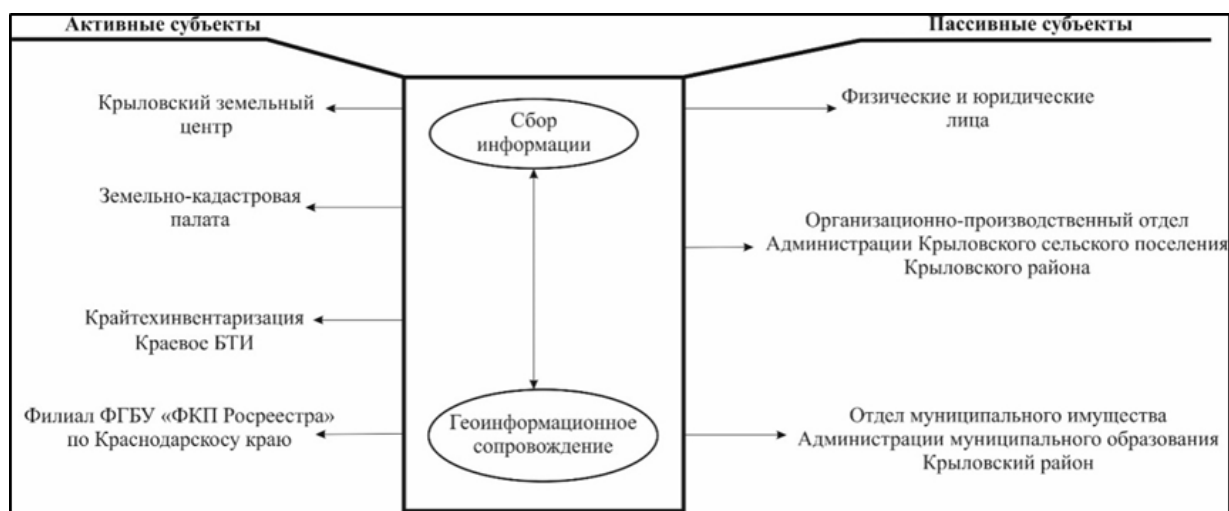 Активные субъекты
Крыловский земельный
центр
Земельно-кадастровая
палата
Крайтехинвентаризация
Краевое БТИ
Филиал ФГБУ «ФКП Росреестра»
по Краснодарскосу краю
Сбор
информации
Геоинформационное
сопровождение
Пассивные субъекты
Физические и юридические
лица
Организационно-производственный отдел
Администрации Крыловского сельского поселения
Крыловского района
Отдел муниципального имущества
Администрации муниципального образования
Крыловский район